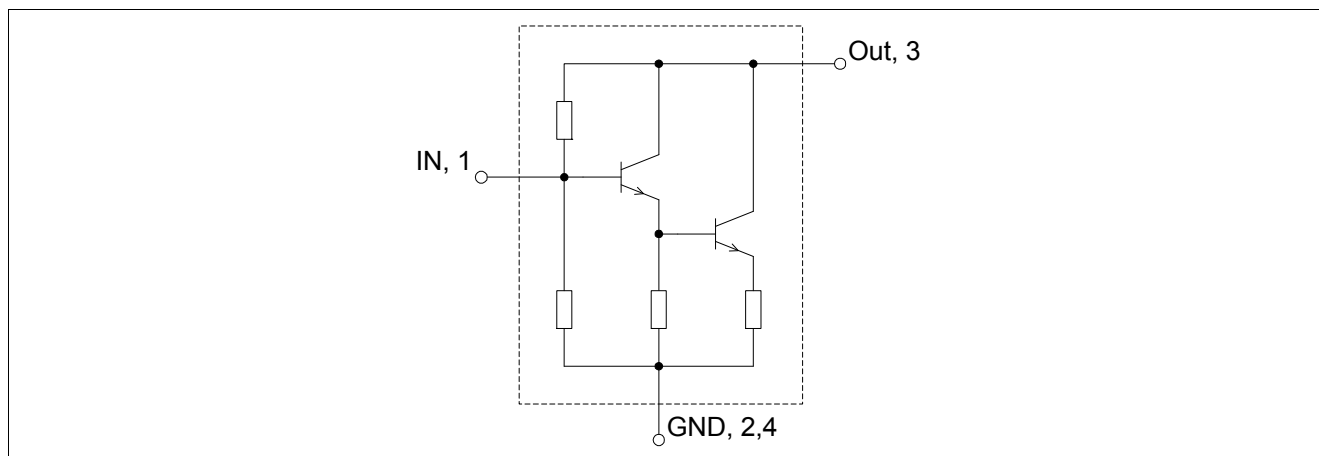 Out, 3
IN, 1
GND, 2,4